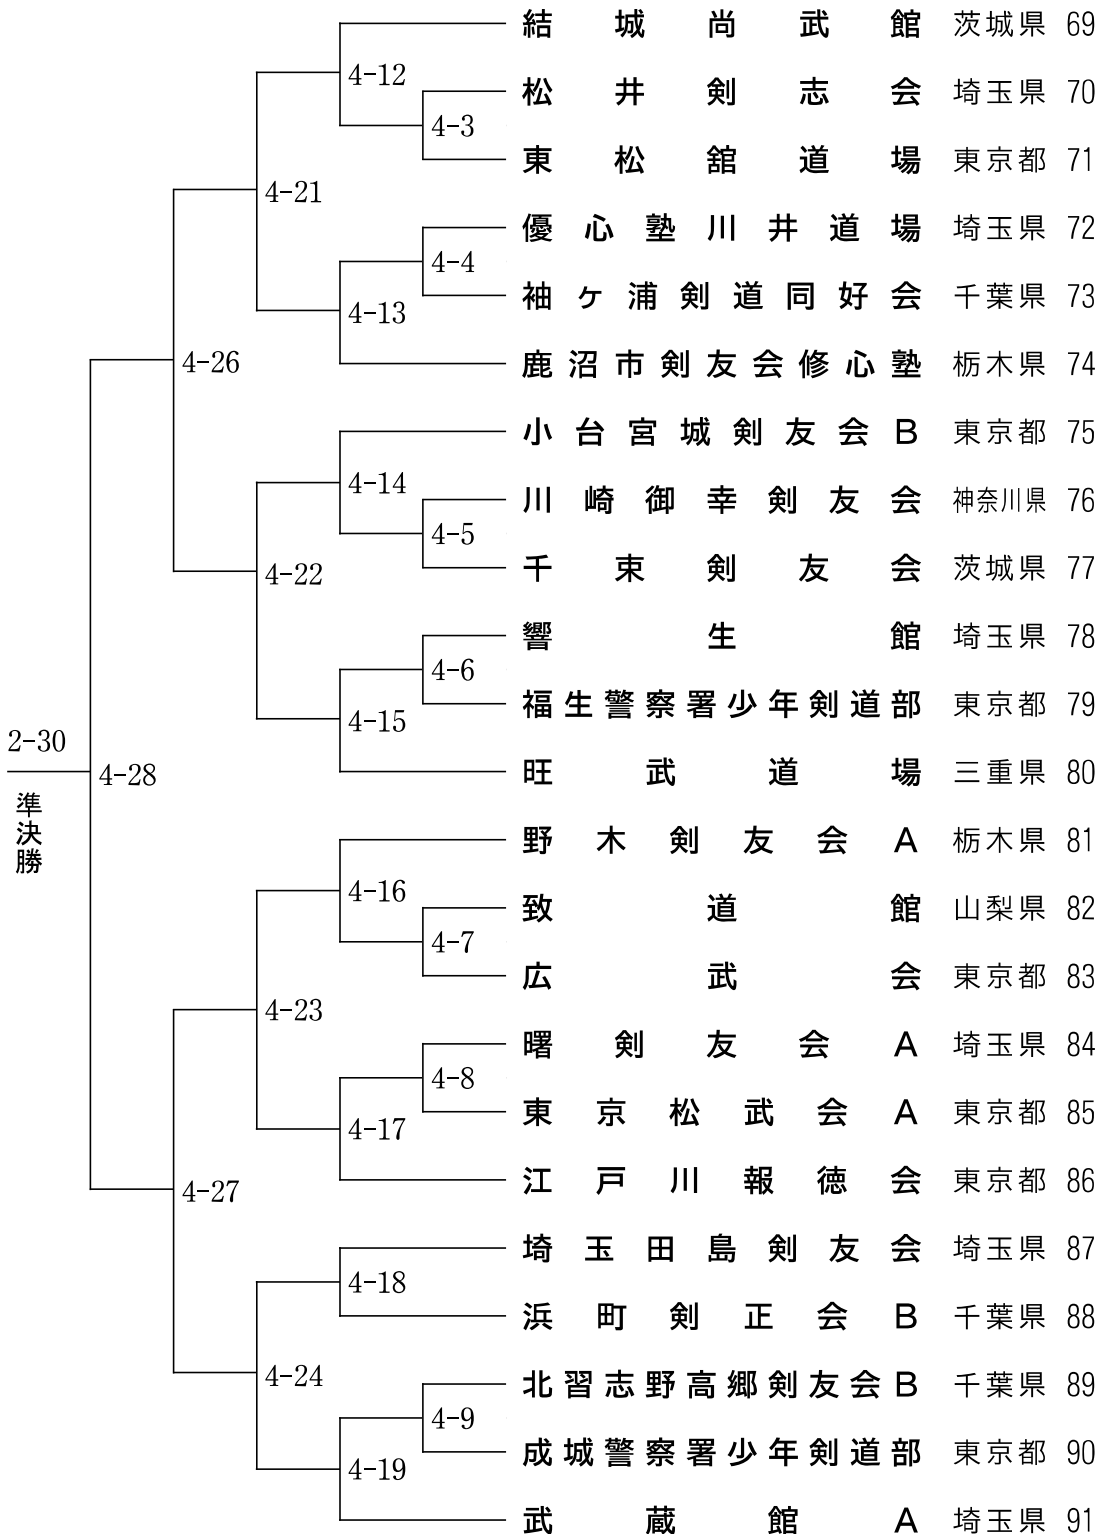 結城尚武館 茨城県 69
4-12
松井剣志会 埼玉県 70
4-3
東松舘道場 東京都 71
4-21
優心塾川井道場 埼玉県 72
4-4
袖ヶ浦剣道同好会 千葉県 73
4-13
鹿沼市剣友会修心塾 栃木県 74
4-26
小台宮城剣友会B 東京都 75
4-14
川崎御幸剣友会 神奈川県 76
4-5
千束剣友会 茨城県 77
4-22
響生館 埼玉県 78
4-6
福生警察署少年剣道部 東京都 79
4-15
2-30
旺武道場 三重県 80
4-28
準決勝
野木剣友会A 栃木県 81
4-16
致道館 山梨県 82
4-7
広武会 東京都 83
4-23
曙剣友会A 埼玉県 84
4-8
東京松武会A 東京都 85
4-17
江戸川報徳会 東京都 86
4-27
埼玉田島剣友会 埼玉県 87
4-18
浜町剣正会B 千葉県 88
4-24
北習志野高郷剣友会B 千葉県 89
4-9
成城警察署少年剣道部 東京都 90
4-19
武蔵館A 埼玉県 91